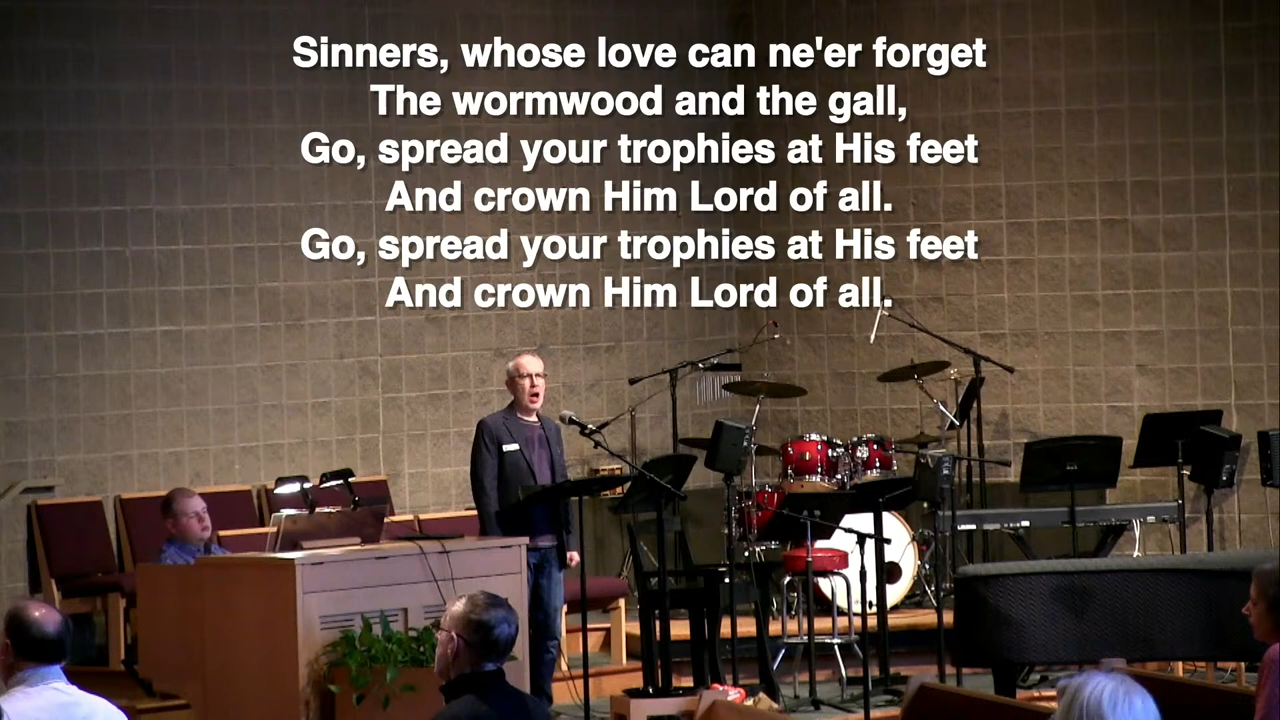 Sinners, whose love can ne'er forget
The wormwood and the gall,
Go, spread your trophies at His feet
And crown Him Lord of all.
Go, spread your trophies at His feet
And crown Him Lord of all.